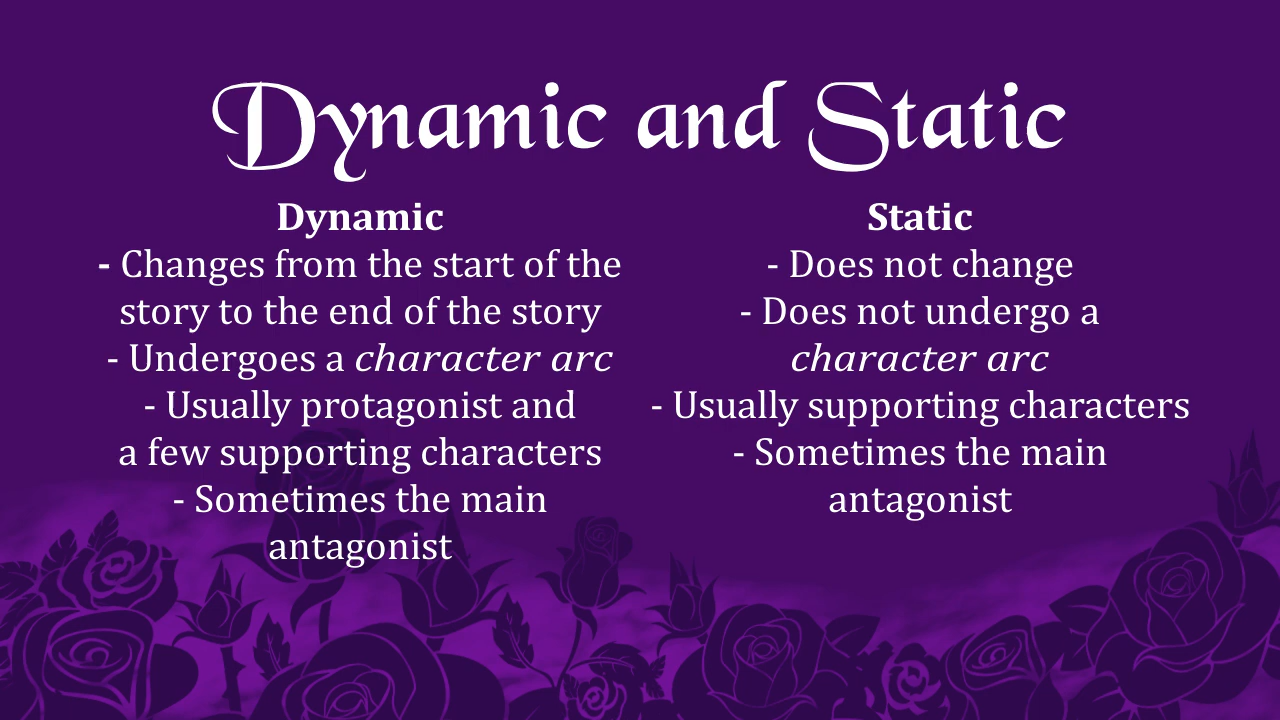 Dynamic and Static
Dynamic
- Changes from the start of the
story to the end of the story
- Undergoes a character arc
- Usually protagonist and
a few supporting characters
- Sometimes the main
antagonist
Static
- Does not change
- Does not undergo a
character arc
- Usually supporting characters
- Sometimes the main
antagonist